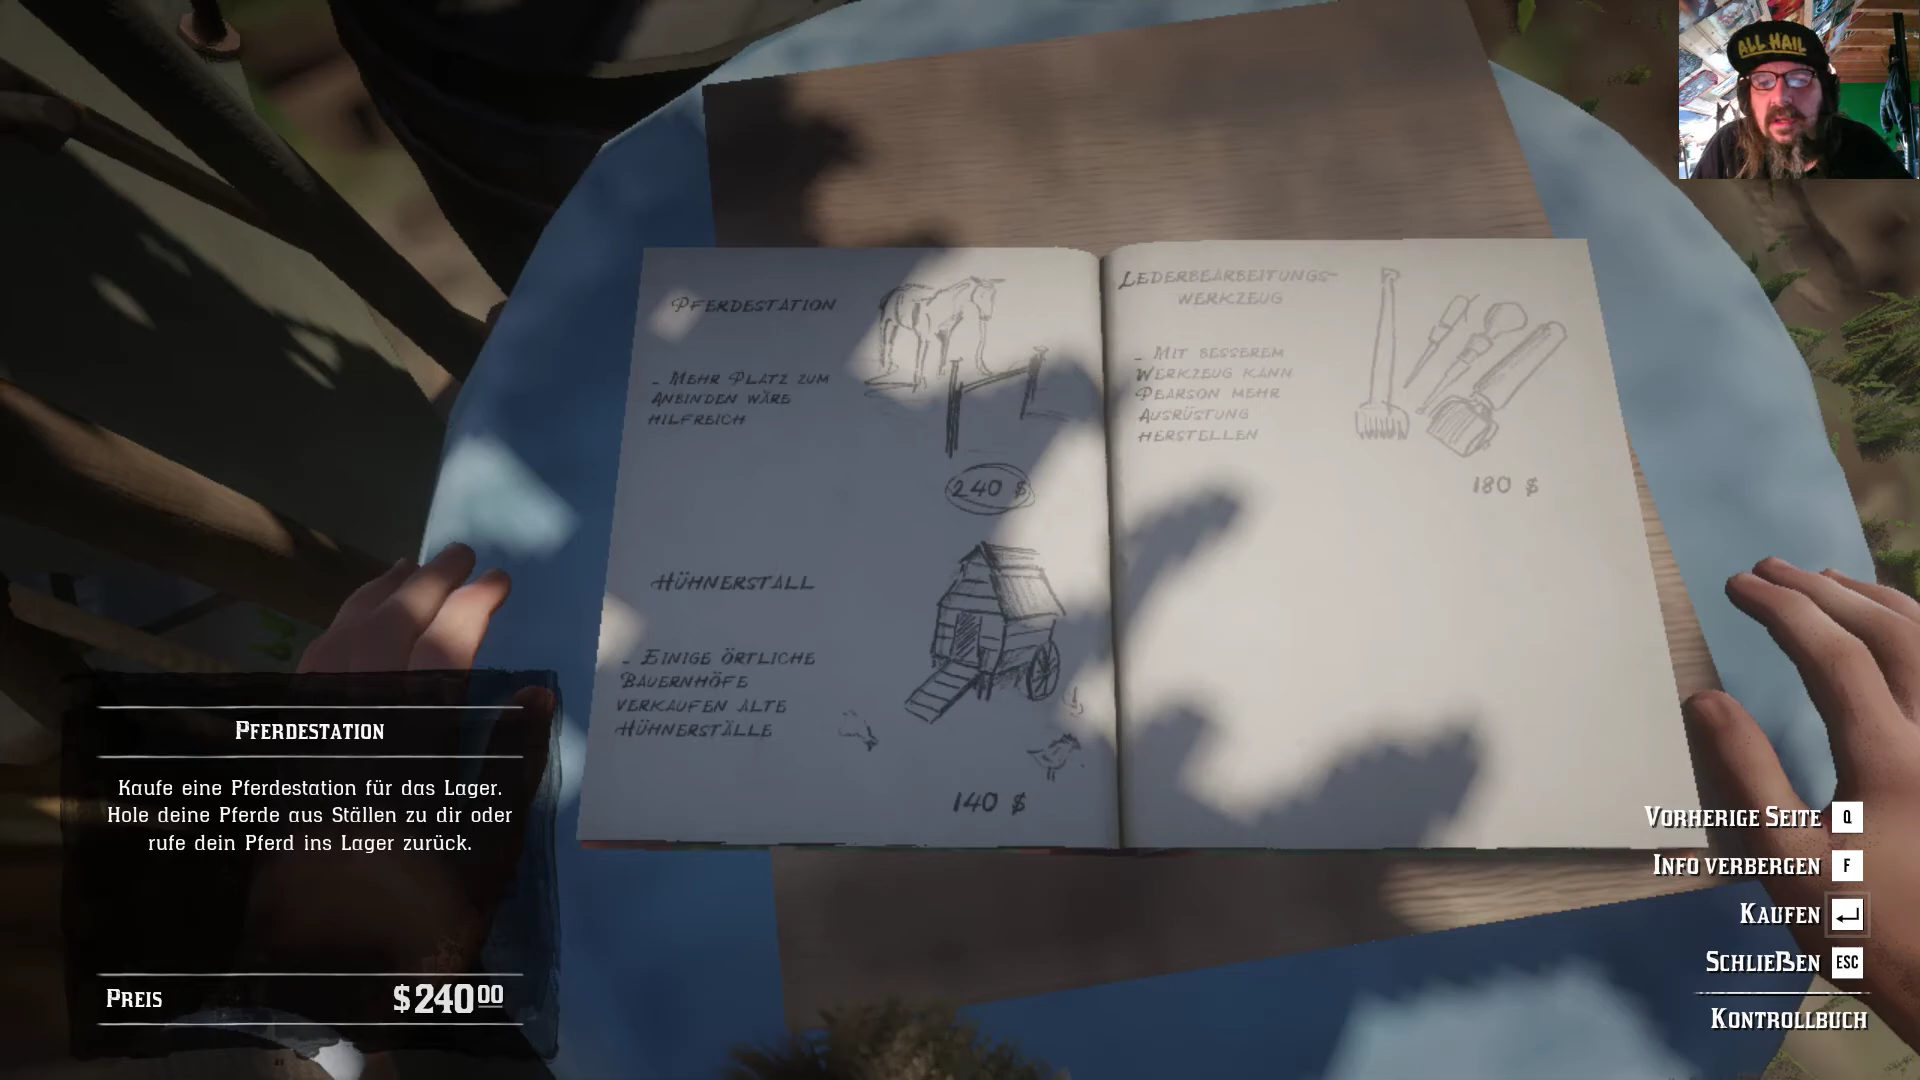 ALL HAIL
PFERDESTATION
- MEHR PLATZ ZUM
ANBINDEN WÄRE
HILFREICH
240 $
HÜHNERSTALL
- EINIGE ÖRTLICHE
BAUERNHÖFE
VERKAUFEN ALTE
HÜHNERSTÄLLE
140 $
LEDERBEARBEITUNGS-
WERKZEUG
- MIT BESSEREM
WERKZEUG KANN
PEARSON MEHR
AUSRÜSTUNG
HERSTELLEN
180 $
PFERDESTATION
Kaufe eine Pferdestation für das Lager.
Hole deine Pferde aus Ställen zu dir oder
rufe dein Pferd ins Lager zurück.
PREIS $240 00
VORHERIGE SEITE Q
INFO VERBERGEN F
KAUFEN
SCHLIEẞEN ESC
KONTROLLBUCH